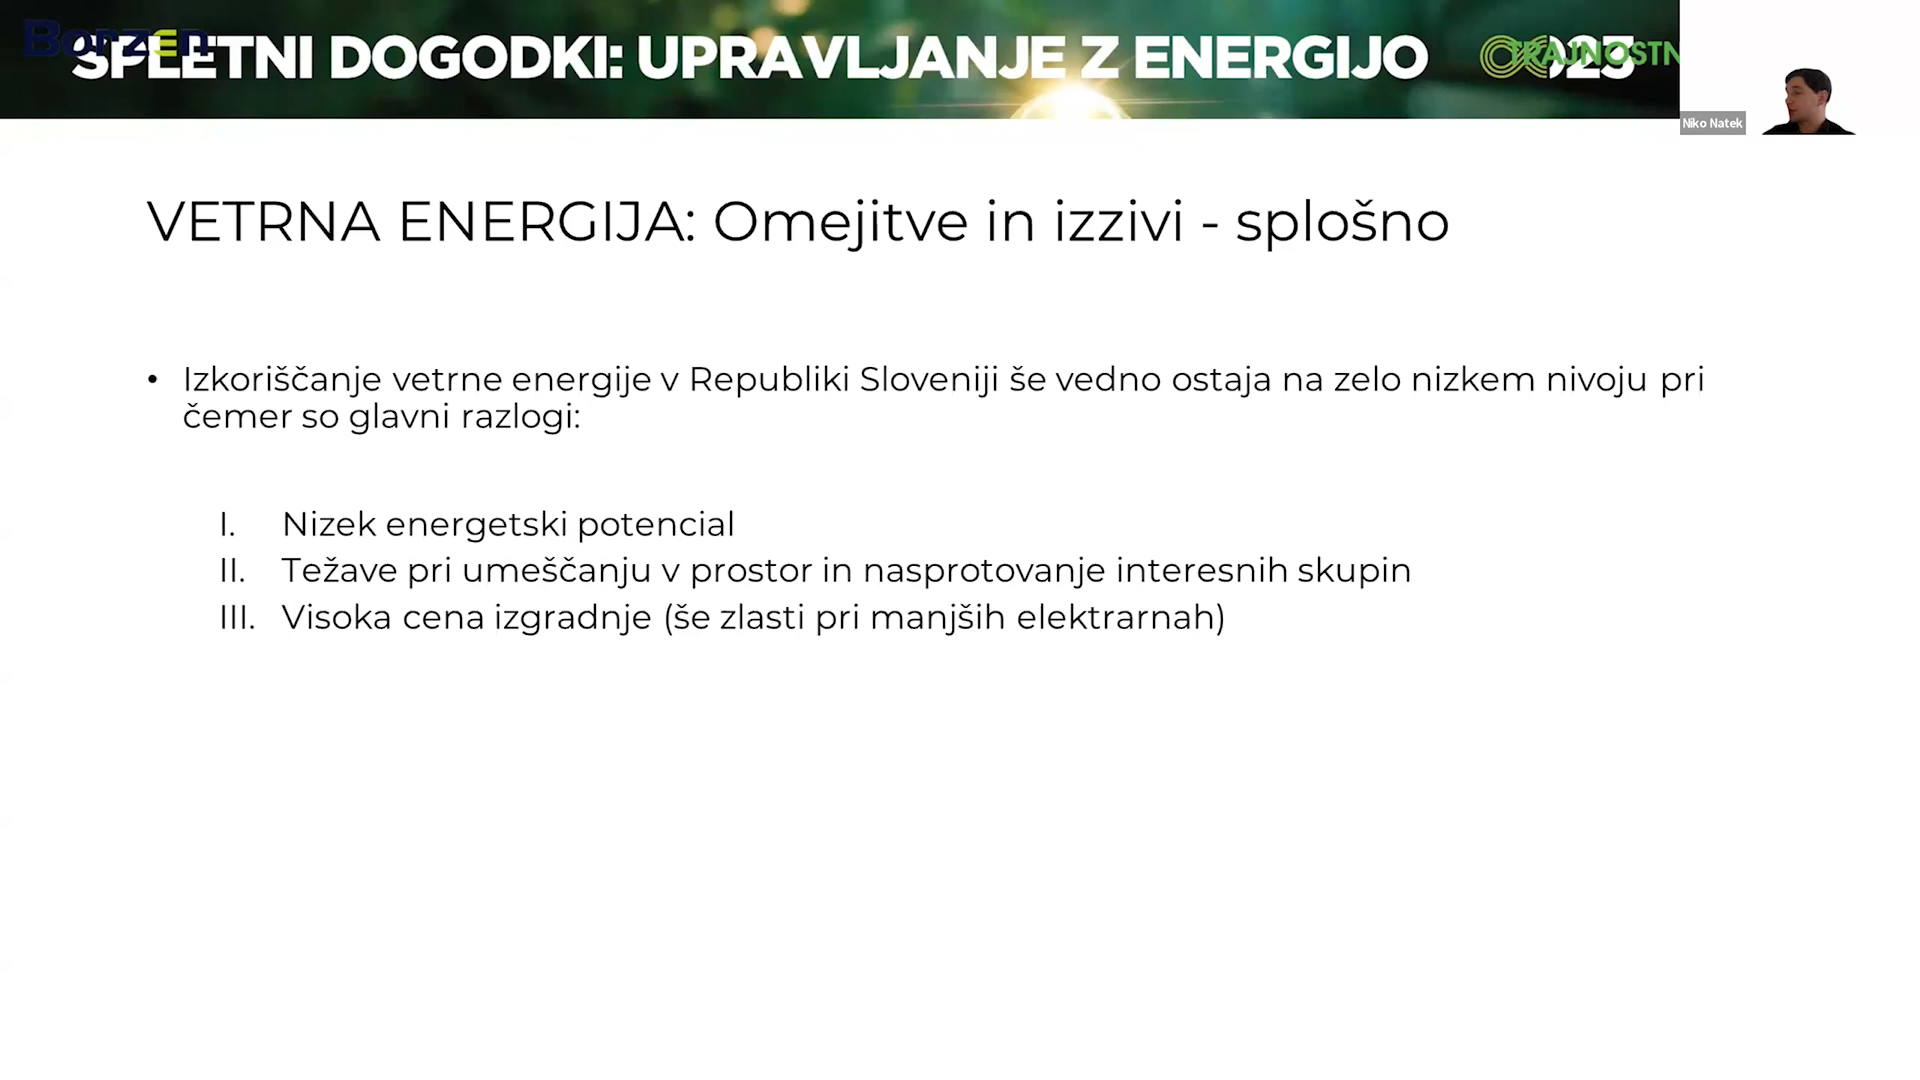 Borzen
SPLETNI DOGODKI: UPRAVLJANJE Z ENERGIJO
TRAJNOSTN
Niko Natek
VETRNA ENERGIJA: Omejitve in izzivi - splošno
• Izkoriščanje vetrne energije v Republiki Sloveniji še vedno ostaja na zelo nizkem nivoju pri
čemer so glavni razlogi:
I. Nizek energetski potencial
II. Težave pri umeščanju v prostor in nasprotovanje interesnih skupin
III. Visoka cena izgradnje (še zlasti pri manjših elektrarnah)